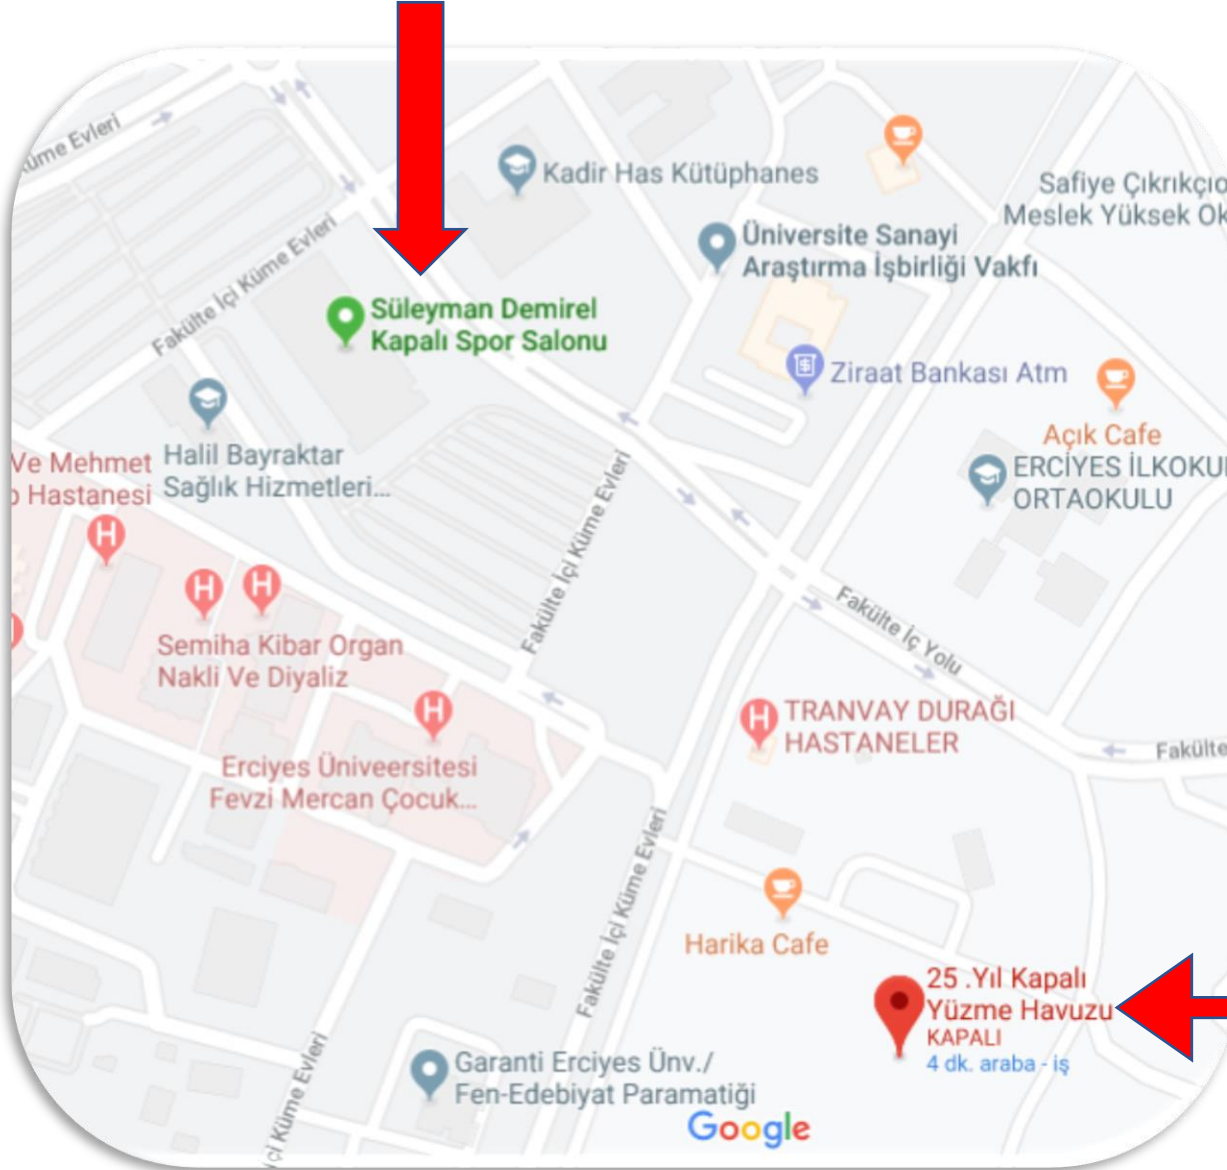 üme Evleri
Kadir Has Kütüphanes
Safiye Çıkrıkçıo
Meslek Yüksek Ok
Üniversite Sanayi
Araştırma İşbirliği Vakfı
Fakülte İçi Küme Evleri
Süleyman Demirel
Kapalı Spor Salonu
Ziraat Bankası Atm
Açık Cafe
ERCİYES İLKOKUL
ORTAOKULU
Ve Mehmet
Hastanesi
Halil Bayraktar
Sağlık Hizmetleri...
Fakülte İçi Küme Evleri
Fakülte İç Yolu
Semiha Kibar Organ
Nakli Ve Diyaliz
TRANVAY DURAĞI
HASTANELER
Fakülte
Erciyes Üniveersitesi
Fevzi Mercan Çocuk...
Fakülte İçi Küme Evleri
Harika Cafe
25 .Yıl Kapalı
Yüzme Havuzu
KAPALI
4 dk. araba - iş
Garanti Erciyes Ünv./
Fen-Edebiyat Paramatiği
içi Küme Evleri
Google